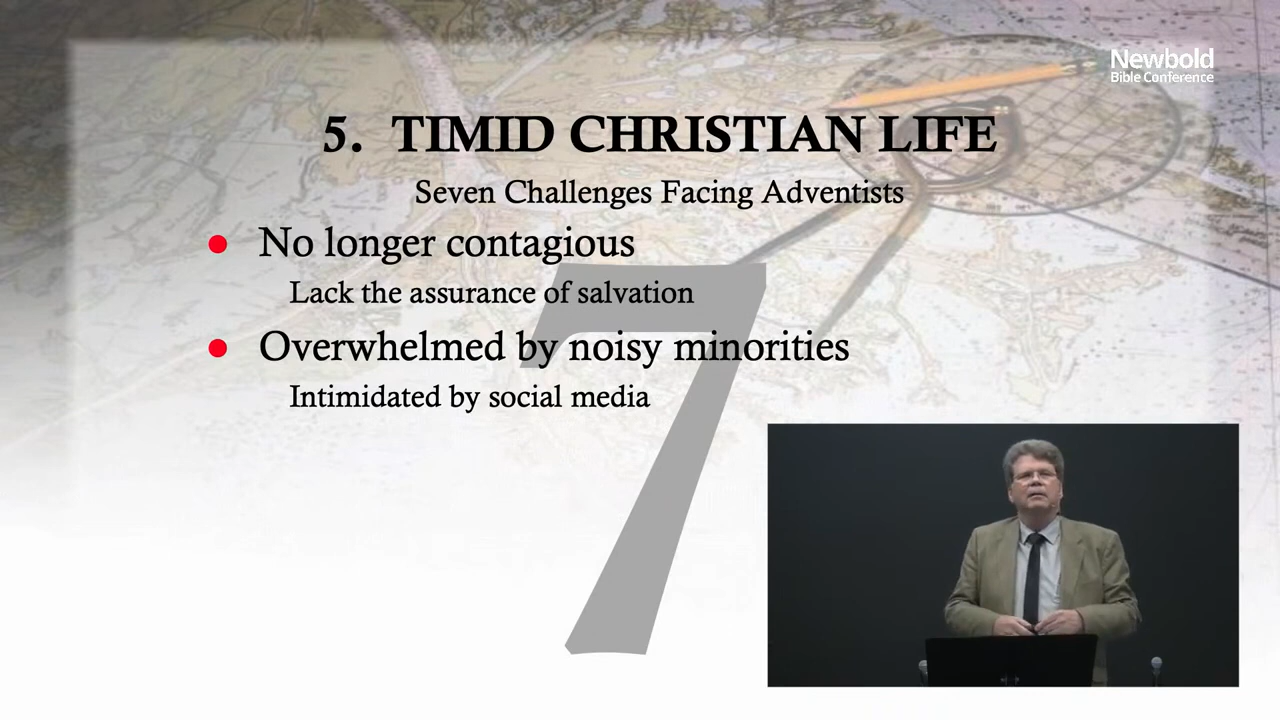 Newbold
Bible Conference
5. TIMID CHRISTIAN LIFE
Seven Challenges Facing Adventists
● No longer contagious
Lack the assurance of salvation
● Overwhelmed by noisy minorities
Intimidated by social media
7